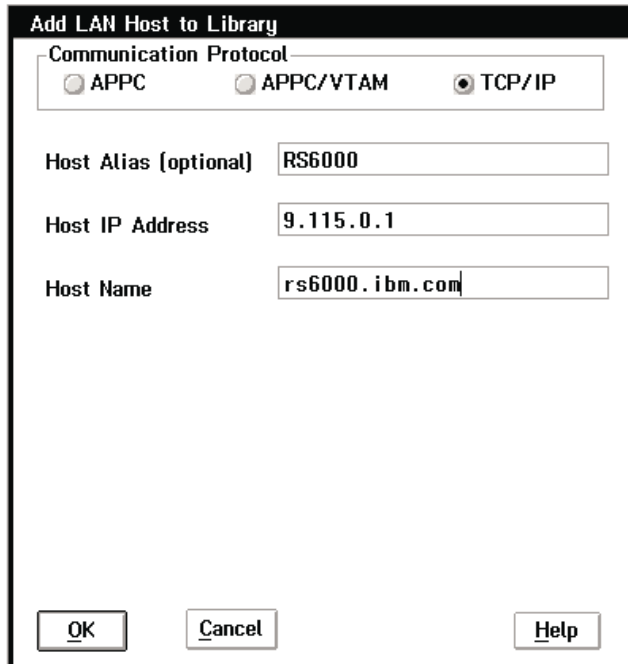 Add LAN Host to Library
Communication Protocol
APPC APPC/VTAM TCP/IP
Host Alias (optional) RS6000
Host IP Address 9.115.0.1
Host Name rs6000.ibm.com
OK Cancel Help